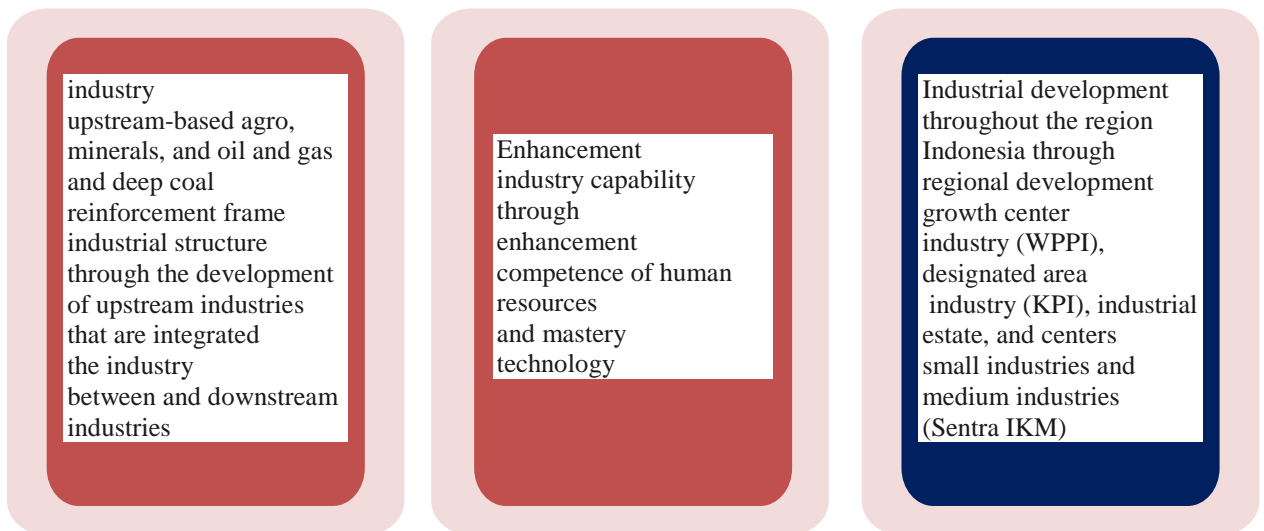 industry
upstream-based agro,
minerals, and oil and gas
and deep coal
reinforcement frame
industrial structure
through the development
of upstream industries
that are integrated
the industry
between and downstream
industries
Enhancement
industry capability
through
enhancement
competence of human
resources
and mastery
technology
Industrial development
throughout the region
Indonesia through
regional development
growth center
industry (WPPI),
designated area
industry (KPI), industrial
estate, and centers
small industries and
medium industries
(Sentra IKM)